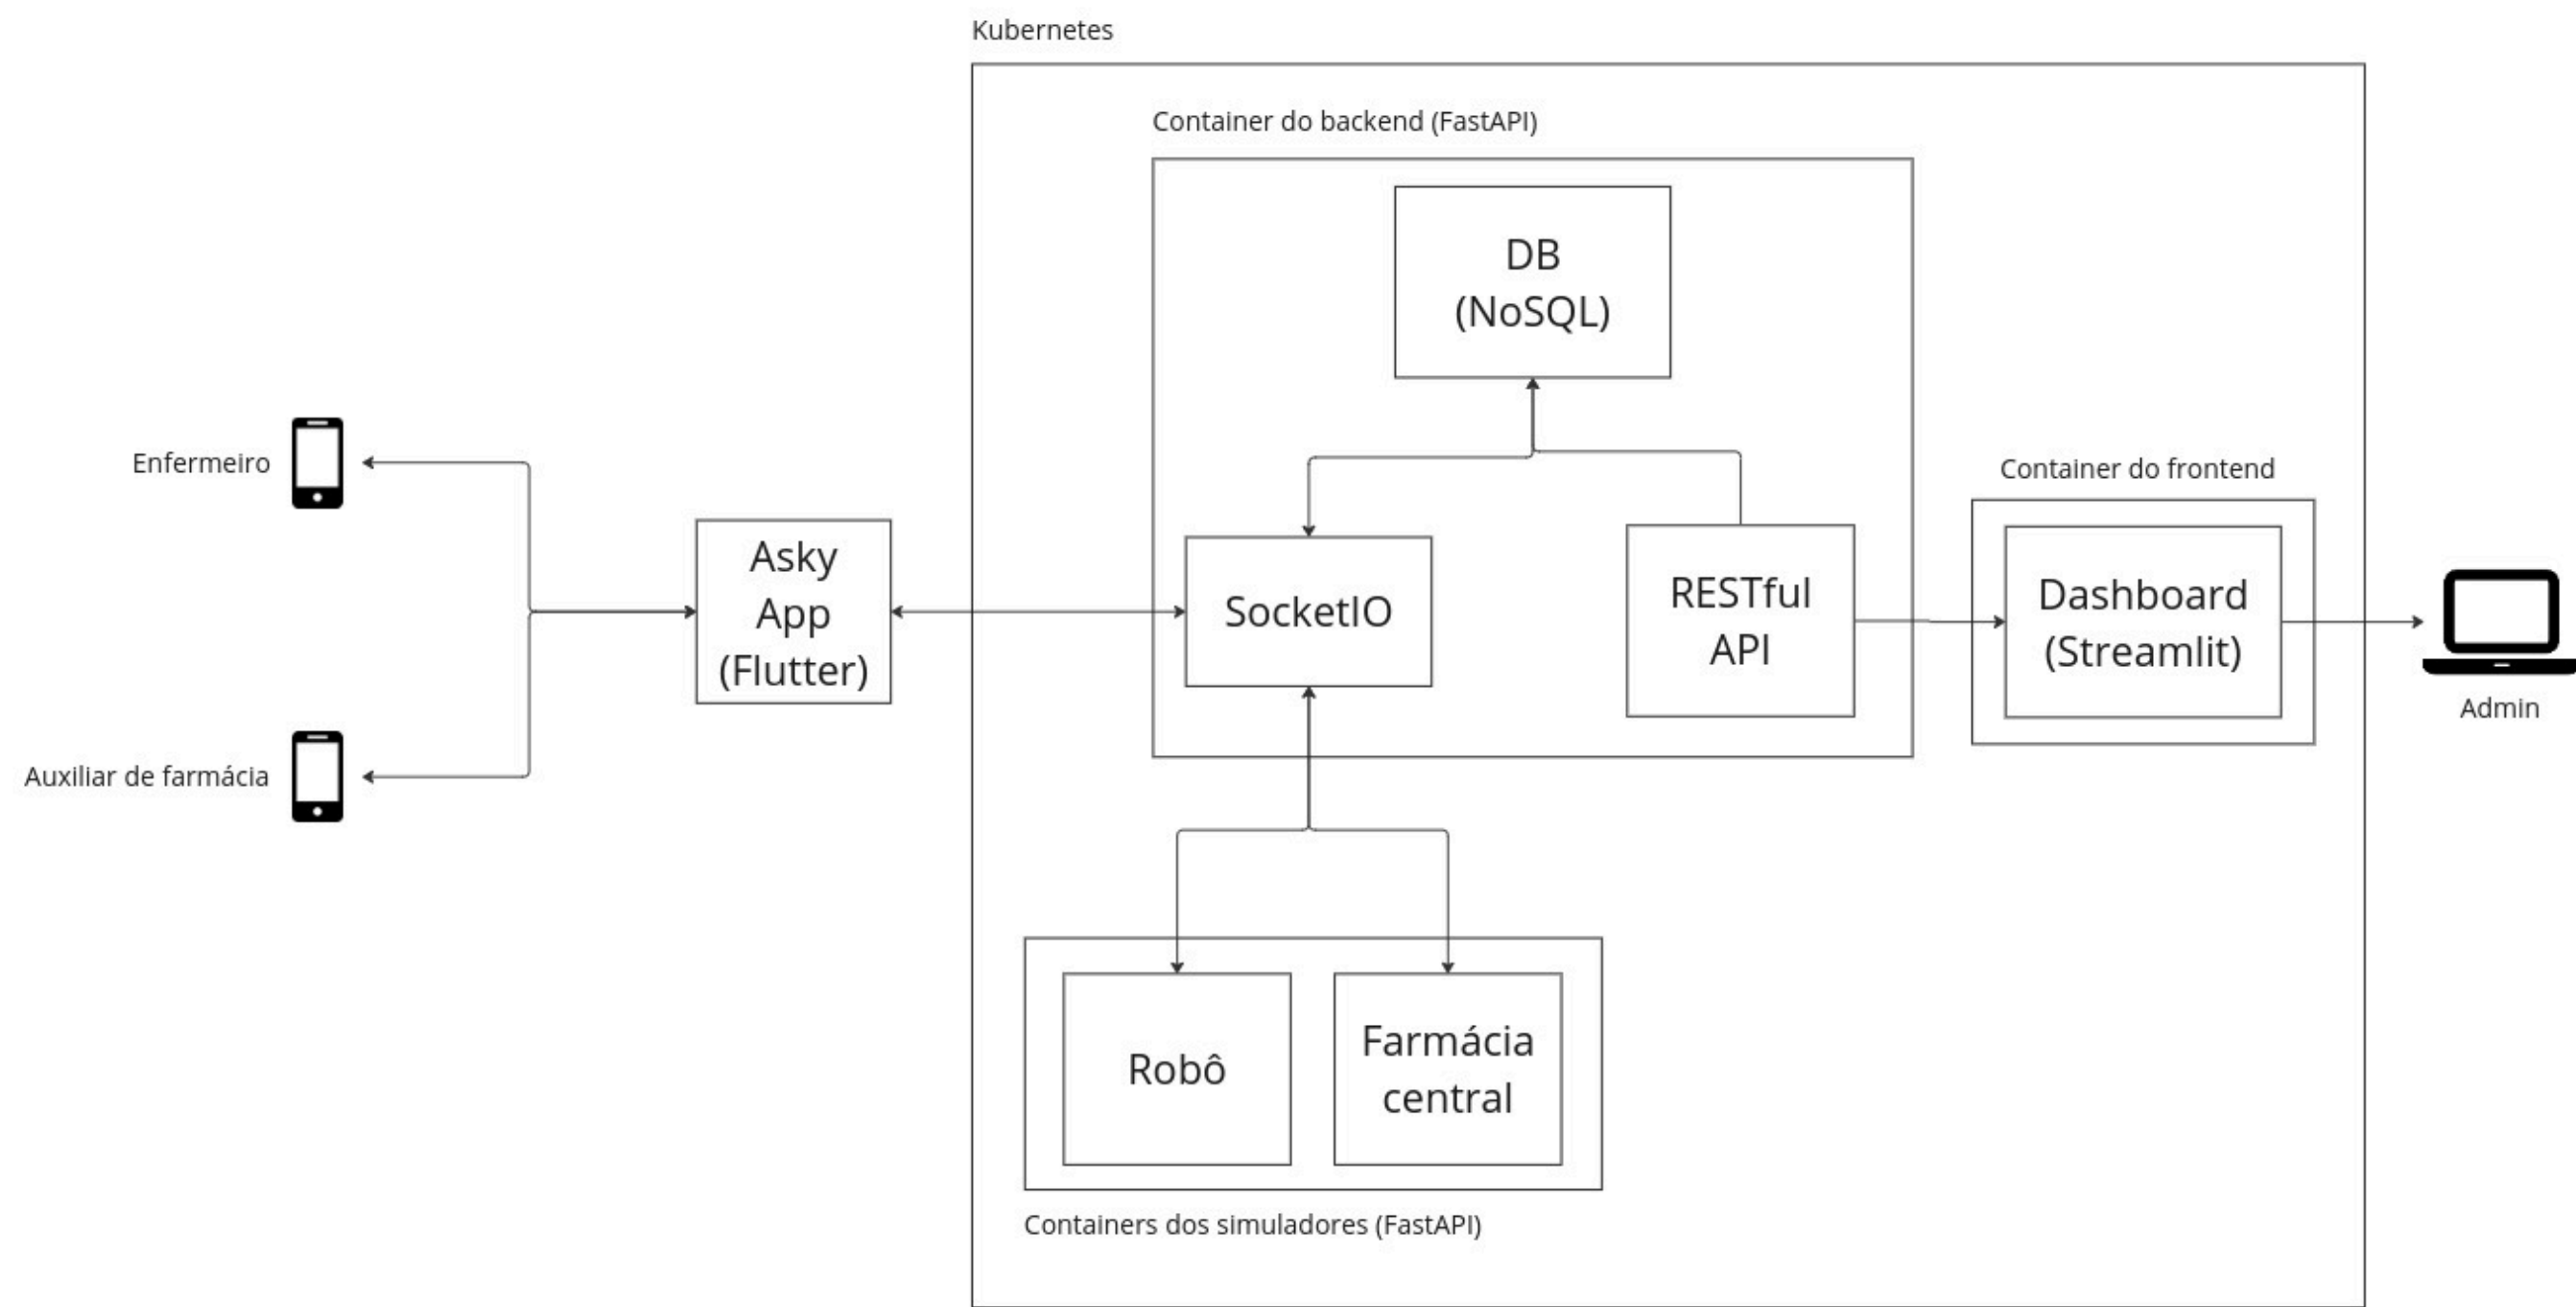 Kubernetes
Container do backend (FastAPI)
DB
(NoSQL)
Enfermeiro
Auxiliar de farmácia
Asky
App
(Flutter)
SocketIO
RESTful
API
Container do frontend
Dashboard
(Streamlit)
Admin
Robô
Farmácia
central
Containers dos simuladores (FastAPI)